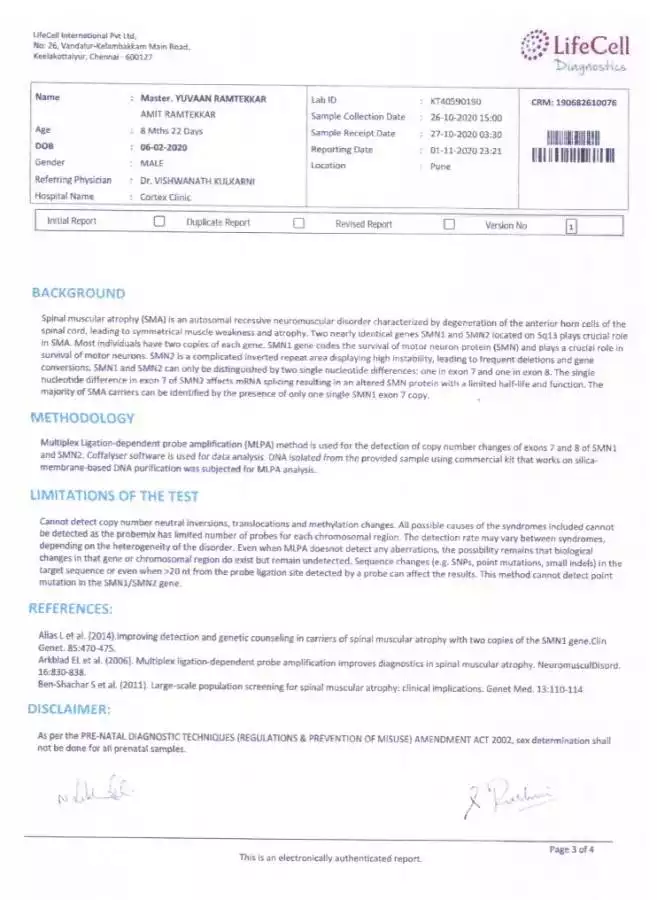 LifeCell International Pvt Ltd,
No: 26, Vandalur-Kelambakkam Main Road,
Keelakottaiyur, Chennai - 600127
LifeCell
Diagnostics
Name : Master. YUVAAN RAMTEKKAR
AMIT RAMTEKKAR
Age : 8 Mths 22 Days
DOB : 06-02-2020
Gender : MALE
Referring Physician : Dr. VISHWANATH KULKARNI
Hospital Name : Cortex Clinic
Lab ID : KT40590190
Sample Collection Date : 26-10-2020 15:00
Sample Receipt Date : 27-10-2020 03:30
Reporting Date : 01-11-2020 23:21
Location : Pune
CRM: 190682610076
Initial Report Duplicate Report Revised Report Version No 1
BACKGROUND
Spinal muscular atrophy (SMA) is an autosomal recessive neuromuscular disorder characterized by degeneration of the anterior horn cells of the
spinal cord, leading to symmetrical muscle weakness and atrophy. Two nearly identical genes SMN1 and SMN2 located on 5q13 plays crucial role
in SMA. Most individuals have two copies of each gene. SMN1 gene codes the survival of motor neuron protein (SMN) and plays a crucial role in
survival of motor neurons. SMN2 is a complicated inverted repeat area displaying high instability, leading to frequent deletions and gene
conversions. SMN1 and SMN2 can only be distinguished by two single nucleotide differences: one in exon 7 and one in exon 8. The single
nucleotide difference in exon 7 of SMN2 affects mRNA splicing resulting in an altered SMN protein with a limited half-life and function. The
majority of SMA carriers can be identified by the presence of only one single SMN1 exon 7 copy.
METHODOLOGY
Multiplex Ligation-dependent probe amplification (MLPA) method is used for the detection of copy number changes of exons 7 and 8 of SMN1
and SMN2. Coffalyser software is used for data analysis. DNA isolated from the provided sample using commercial kit that works on silica-
membrane-based DNA purification was subjected for MLPA analysis.
LIMITATIONS OF THE TEST
Cannot detect copy number neutral inversions, translocations and methylation changes. All possible causes of the syndromes included cannot
be detected as the probemix has limited number of probes for each chromosomal region. The detection rate may vary between syndromes,
depending on the heterogeneity of the disorder. Even when MLPA doesnot detect any aberrations, the possibility remains that biological
changes in that gene or chromosomal region do exist but remain undetected. Sequence changes (e.g. SNPs, point mutations, small indels) in the
target sequence or even when >20 nt from the probe ligation site detected by a probe can affect the results. This method cannot detect point
mutation in the SMN1/SMN2 gene.
REFERENCES:
Alias L et al. (2014).Improving detection and genetic counseling in carriers of spinal muscular atrophy with two copies of the SMN1 gene.Clin
Genet. 85:470-475.
Arkblad EL et al. (2006). Multiplex ligation-dependent probe amplification improves diagnostics in spinal muscular atrophy. NeuromusculDisord.
16:830-838.
Ben-Shachar S et al. (2011). Large-scale population screening for spinal muscular atrophy: clinical implications. Genet Med. 13:110-114
DISCLAIMER:
As per the PRE-NATAL DIAGNOSTIC TECHNIQUES (REGULATIONS & PREVENTION OF MISUSE) AMENDMENT ACT 2002, sex determination shall
not be done for all prenatal samples.
Page 3 of 4
This is an electronically authenticated report.